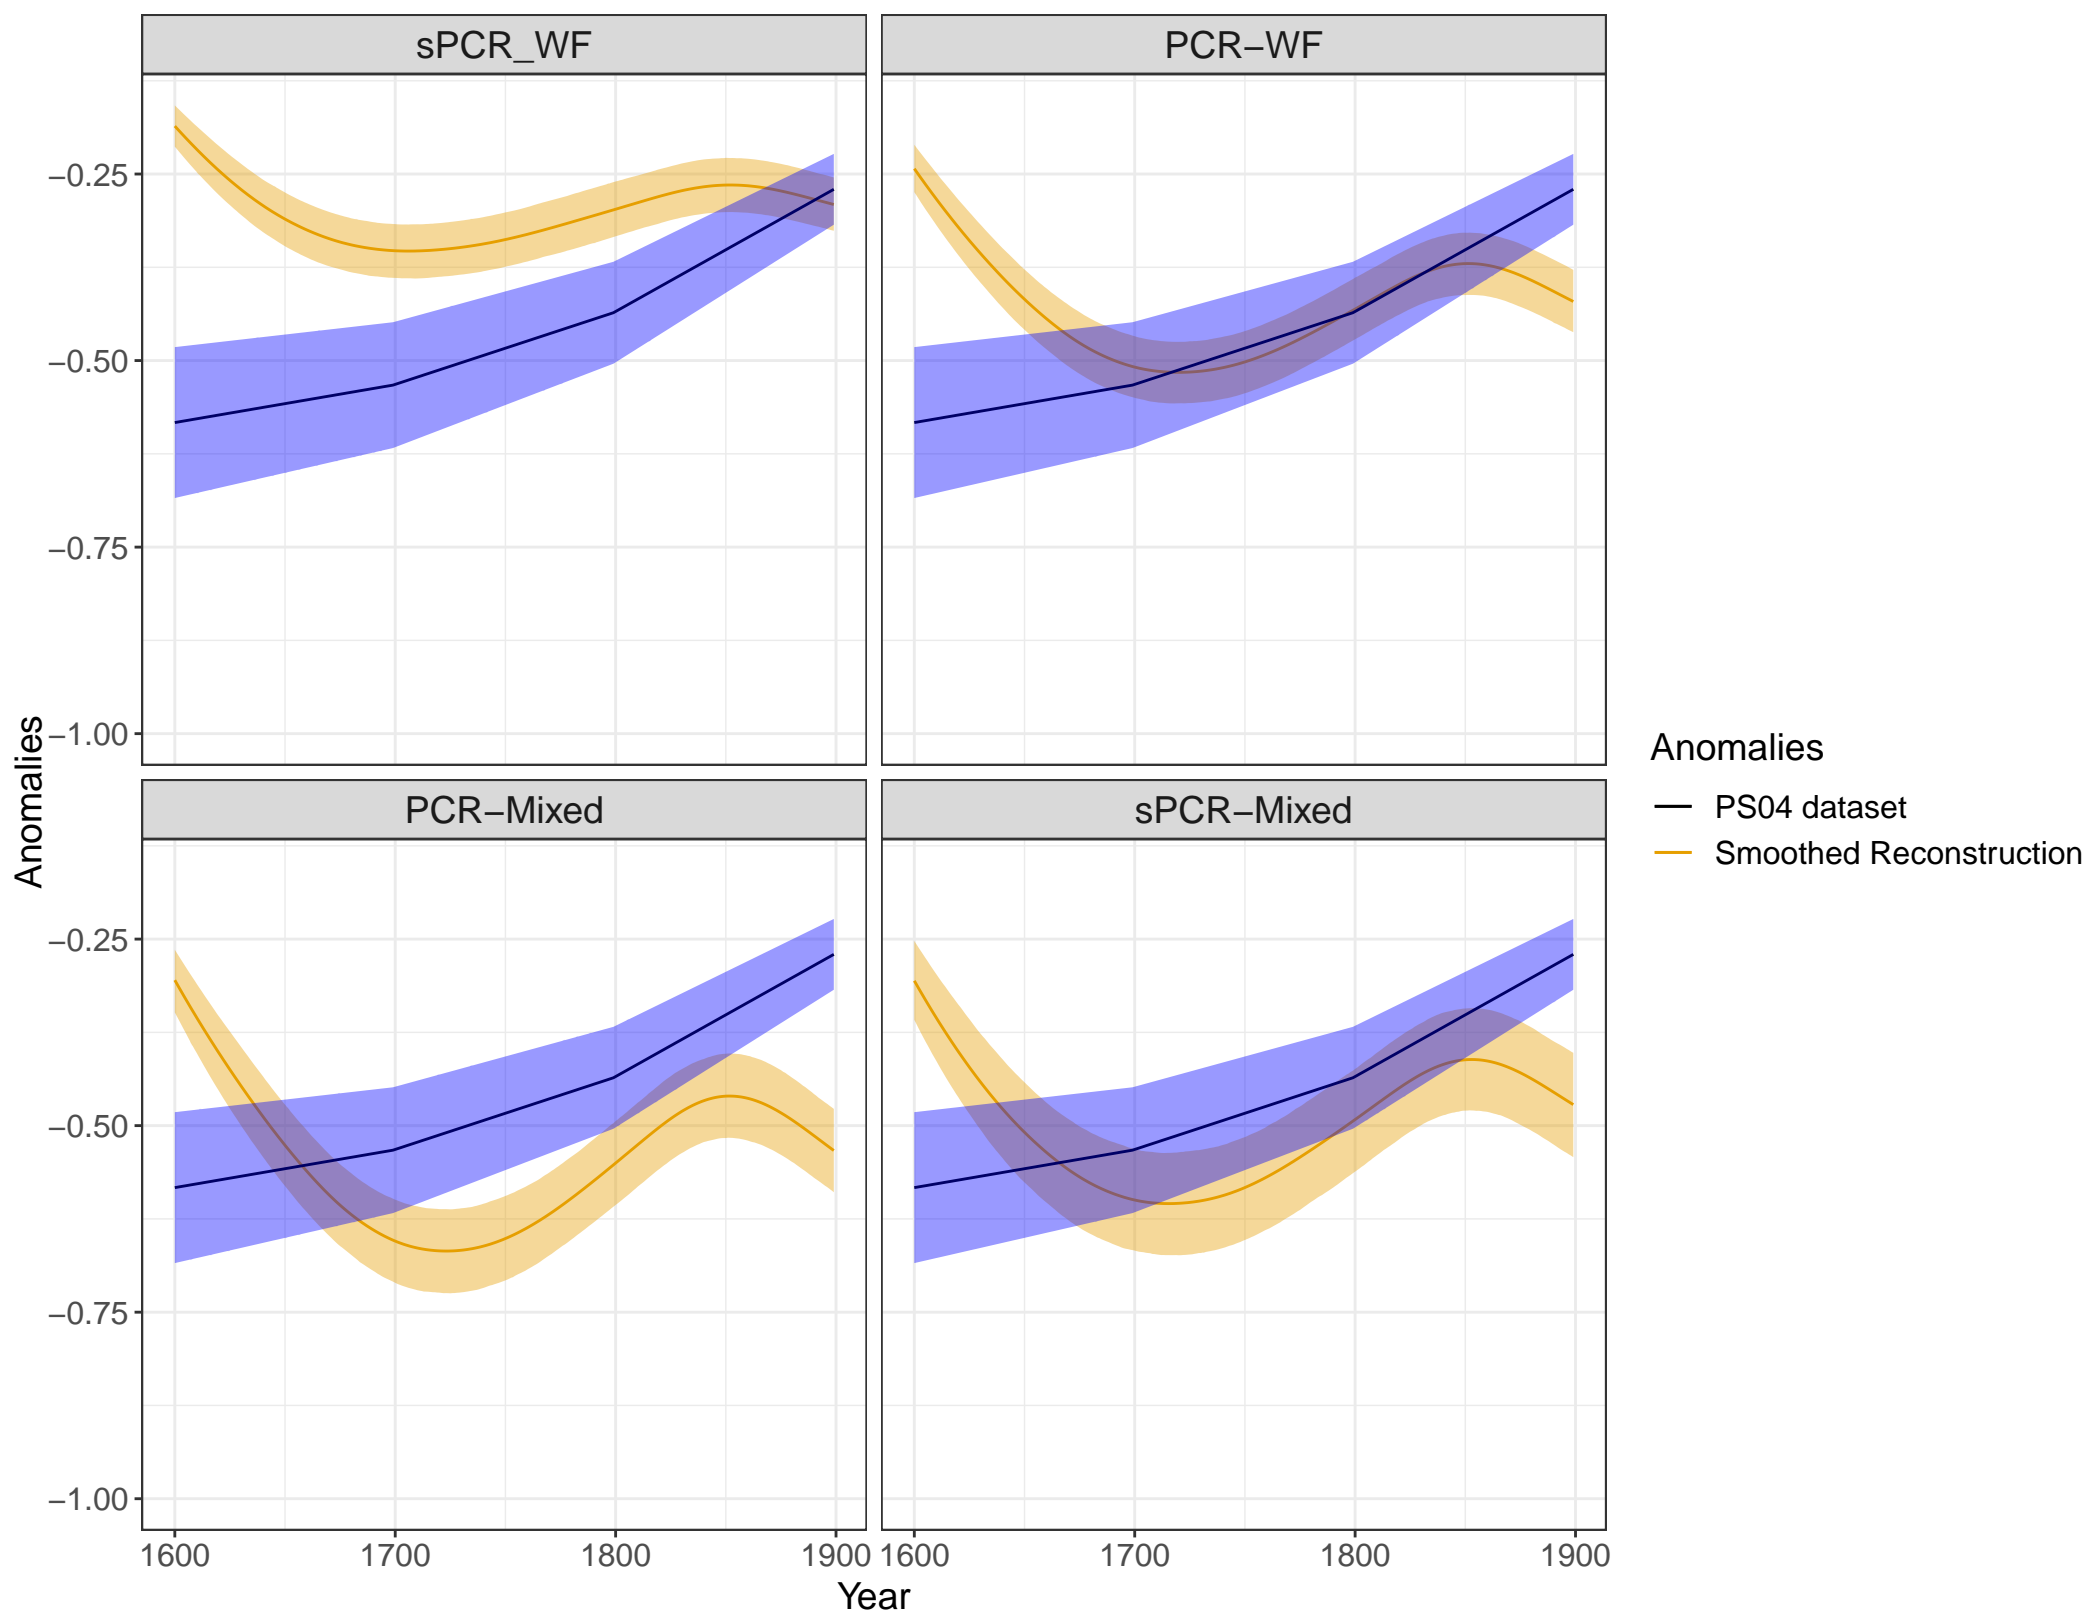 sPCR_WF
PCR−WF
−0.25
−0.50
−0.75
−1.00
PCR−Mixed
sPCR−Mixed
−0.25
−0.50
−0.75
−1.00
1600 1700 1800 1900
1600 1700 1800 1900
Year
Anomalies
Anomalies
PS04 dataset
Smoothed Reconstruction